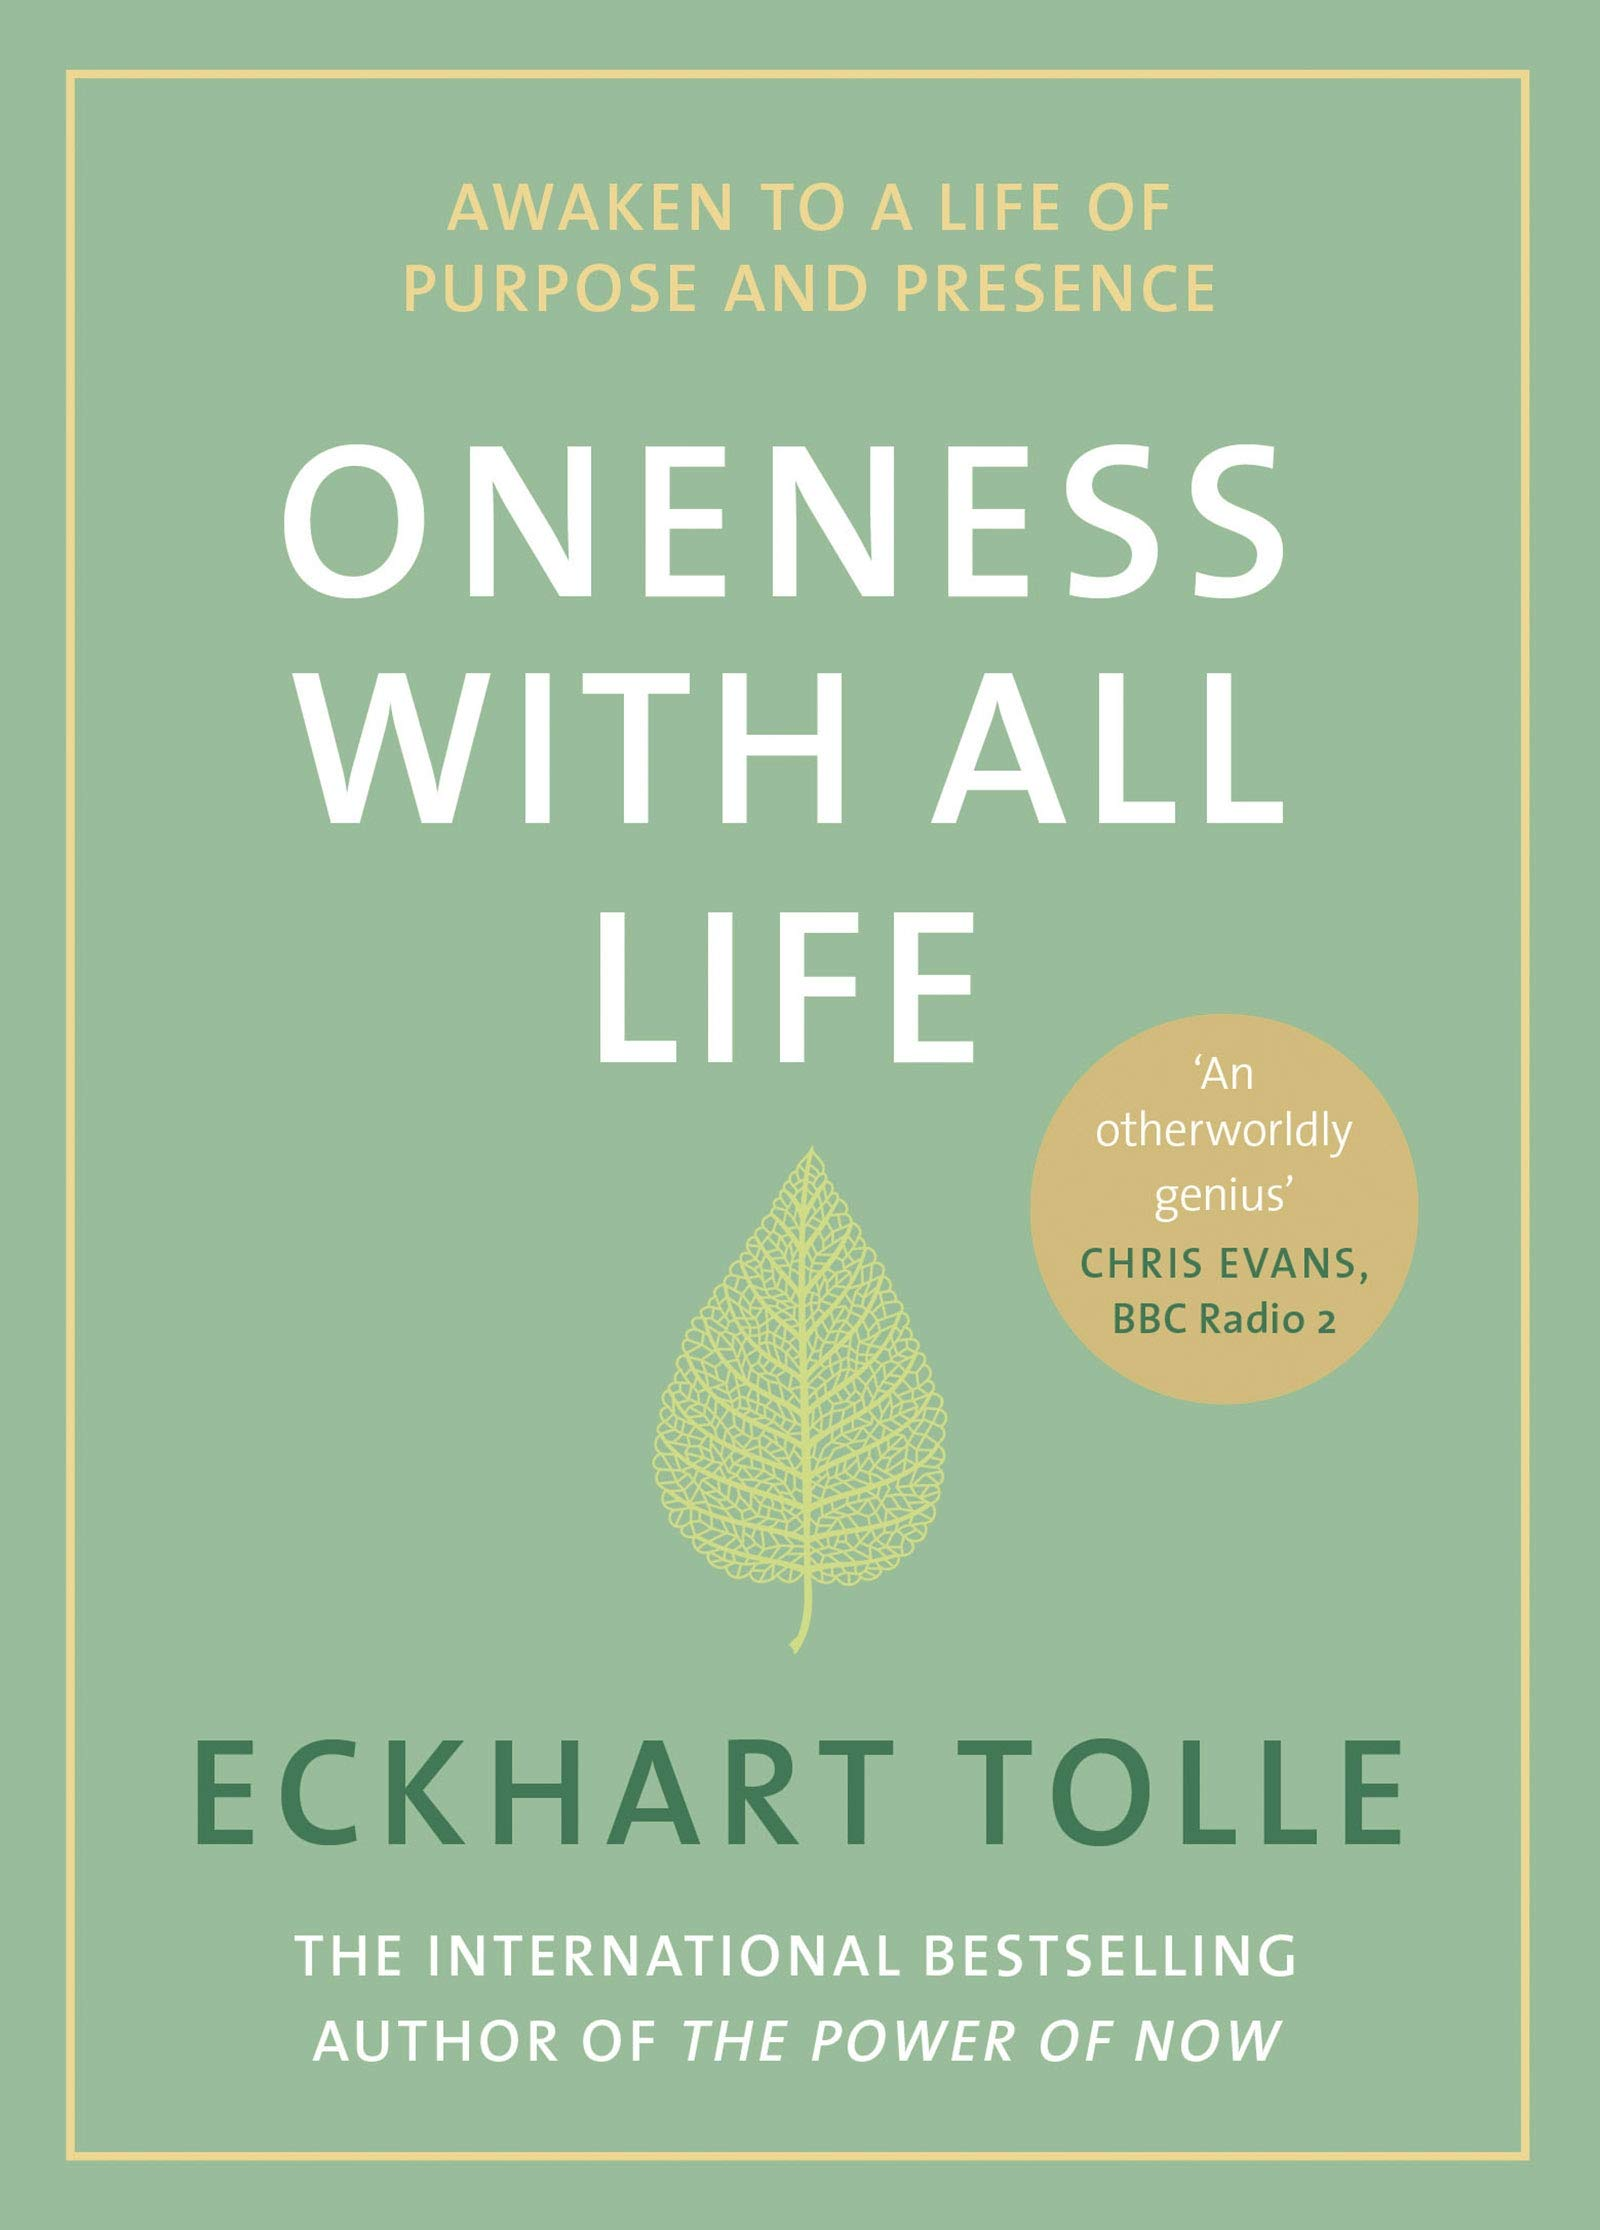 AWAKEN TO A LIFE OF
PURPOSE AND PRESENCE
ONENESS
WITH ALL
LIFE
‘An
otherworldly
genius’
CHRIS EVANS,
BBC Radio 2
ECKHART TOLLE
THE INTERNATIONAL BESTSELLING
AUTHOR OF THE POWER OF NOW